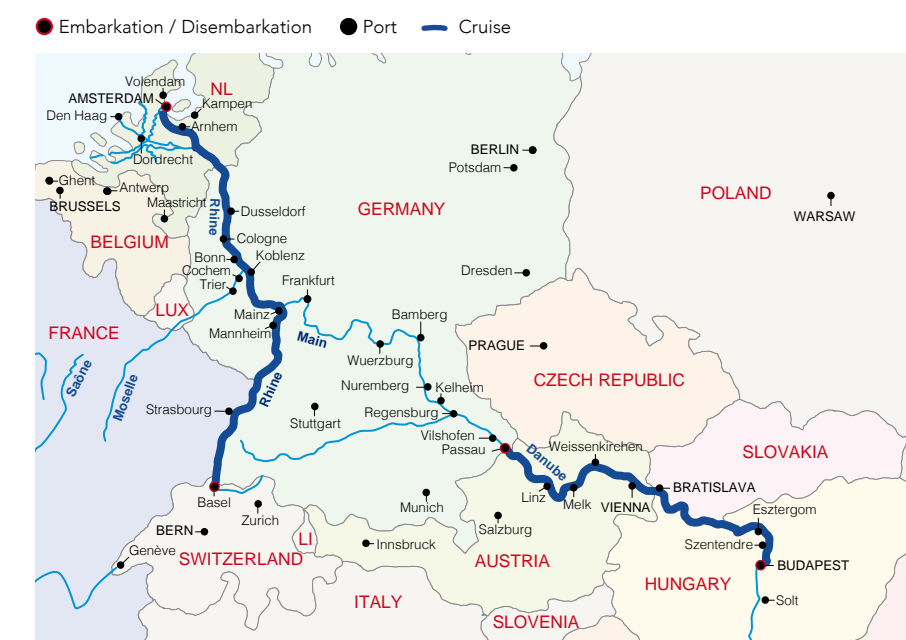 Embarkation / Disembarkation Port Cruise
Volendam
NL
AMSTERDAM
Kampen
Den Haag
Arnhem
Dordrecht
BERLIN
Potsdam
Ghent
Antwerp
BRUSSELS
Maastricht
POLAND
WARSAW
GERMANY
Rhine
Dusseldorf
BELGIUM
Cologne
Bonn
Koblenz
Cochem
Trier
Dresden
Frankfurt
LUX
Mainz
Bamberg
FRANCE
Mannheim
Main
PRAGUE
Wuerzburg
Saône
Moselle
Rhine
CZECH REPUBLIC
Nuremberg
Kelheim
Strasbourg
Stuttgart
Regensburg
Vilshofen
Passau
Danube
Weissenkirchen
SLOVAKIA
Basel
Zurich
Munich
Linz
Melk
VIENNA
BRATISLAVA
Esztergom
BERN
Salzburg
Genève
SWITZERLAND
LI
Innsbruck
AUSTRIA
Szentendre
BUDAPEST
HUNGARY
ITALY
Solt
SLOVENIA